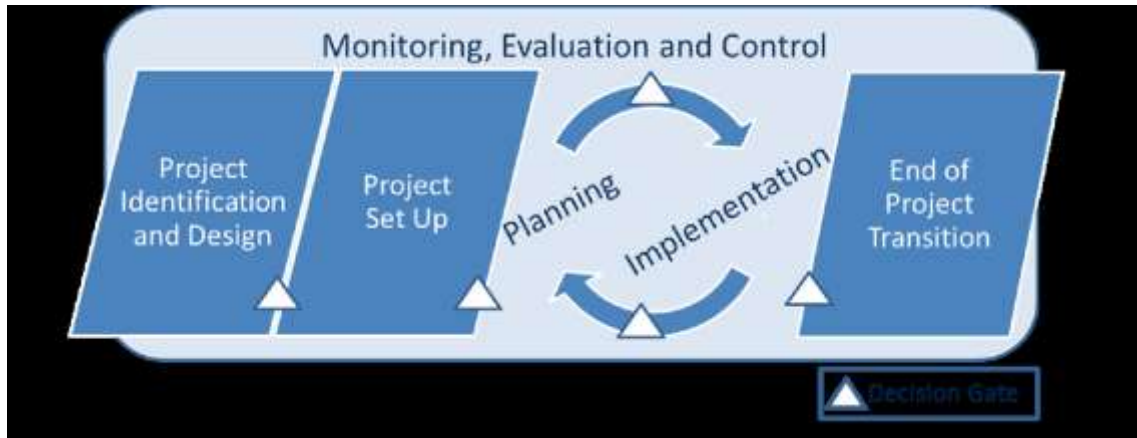 Monitoring, Evaluation and Control
Project
Identification
and Design
Project
Set Up
Planning
Implementation
End of
Project
Transition
Decision Gate